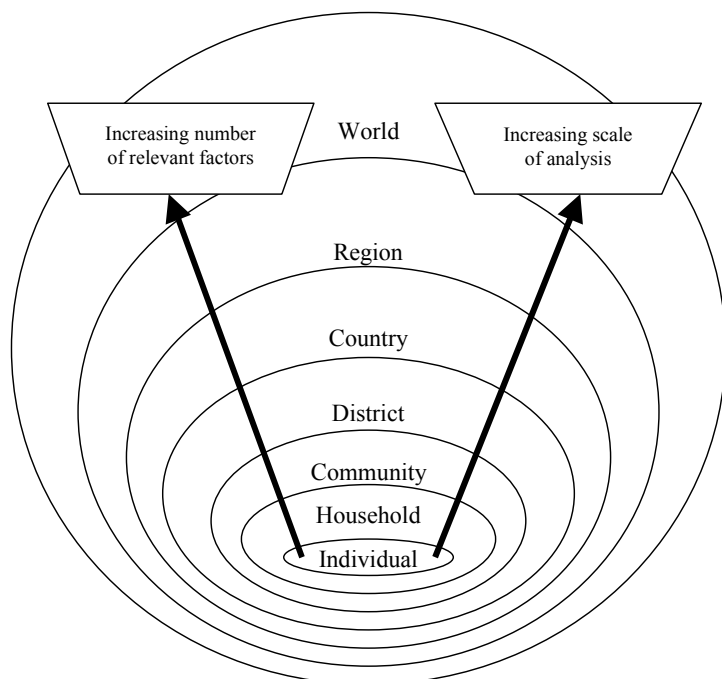 Increasing number
of relevant factors
World
Increasing scale
of analysis
Region
Country
District
Community
Household
Individual